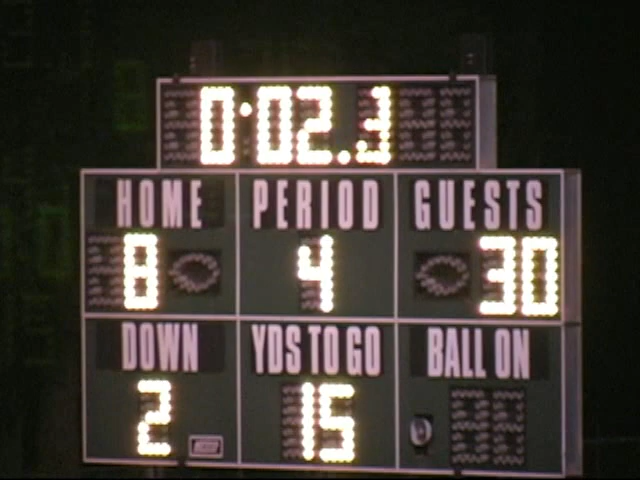 0:02.3
HOME PERIOD GUESTS
8 4 30
DOWN YDS TO GO BALL ON
2 15